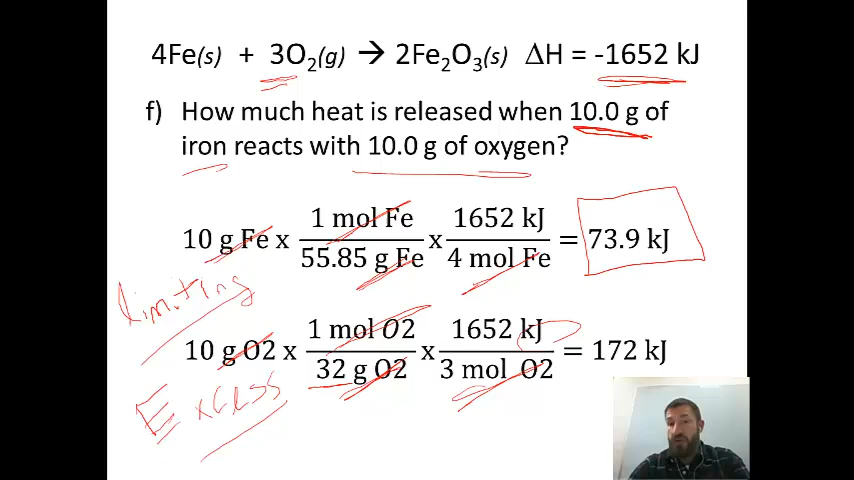 4Fe(s) + 3O₂(g) → 2Fe₂O₃(s) ΔH = -1652 kJ
f) How much heat is released when 10.0 g of
iron reacts with 10.0 g of oxygen?
10 g Fe x 1 mol Fe / 55.85 g Fe x 1652 kJ / 4 mol Fe = 73.9 kJ
Limiting
10 g O2 x 1 mol O2 / 32 g O2 x 1652 kJ / 3 mol O2 = 172 kJ
Excess